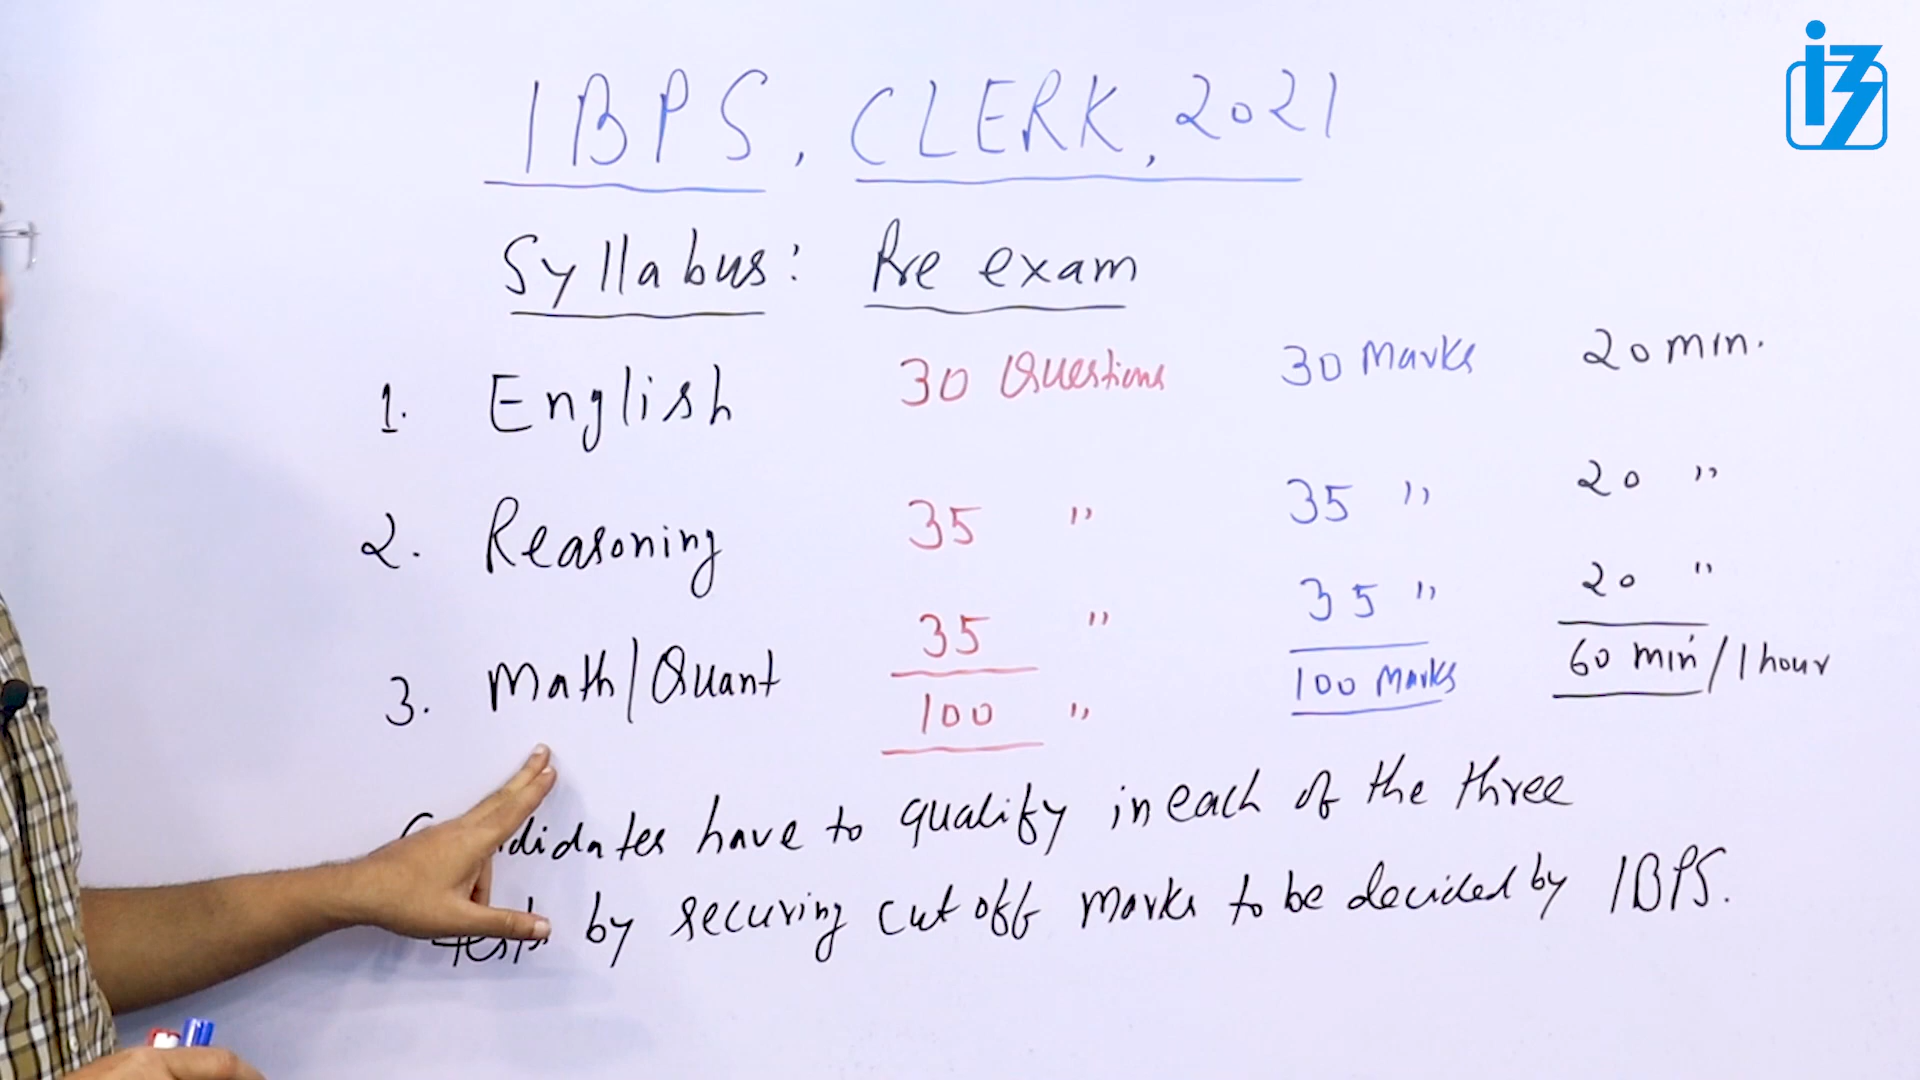 IBPS, CLERK, 2021
Syllabus: Pre exam
1. English 30 Questions 30 Marks 20 min.
2. Reasoning 35 " 35 " 20 "
3. Math/Quant 35 " 35 " 20 "
100 " 100 Marks 60 min/1 hour
didates have to qualify in each of the three
tests by securing cut off marks to be decided by IBPS.